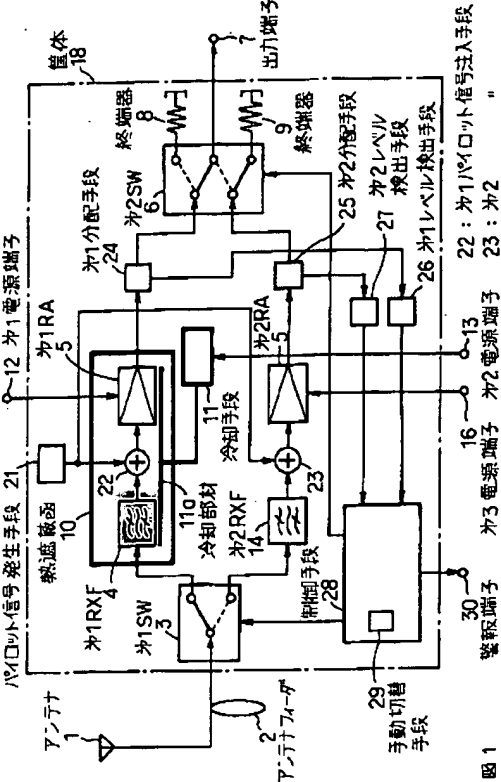 アンテナ
1
2
アンテナフィーダ
筐体
18
パイロット信号発生手段 21
12 第1電源端子
熱遮蔽函
10
第1RXF
4
22
第1RA
5
11a
冷却部材
11
冷却手段
第1SW
3
第2RXF
14
23
第2RA
5
第1分配手段
24
第2SW
6
終端器
8
9
終端器
7
出力端子
25 第2分配手段
27 第2レベル
検出手段
26 第1レベル検出手段
制御手段
28
29
手動切替
手段
30
警報端子
16
第3電源端子
13
第2電源端子
22:第1パイロット信号注入手段
23:第2 〃
図1